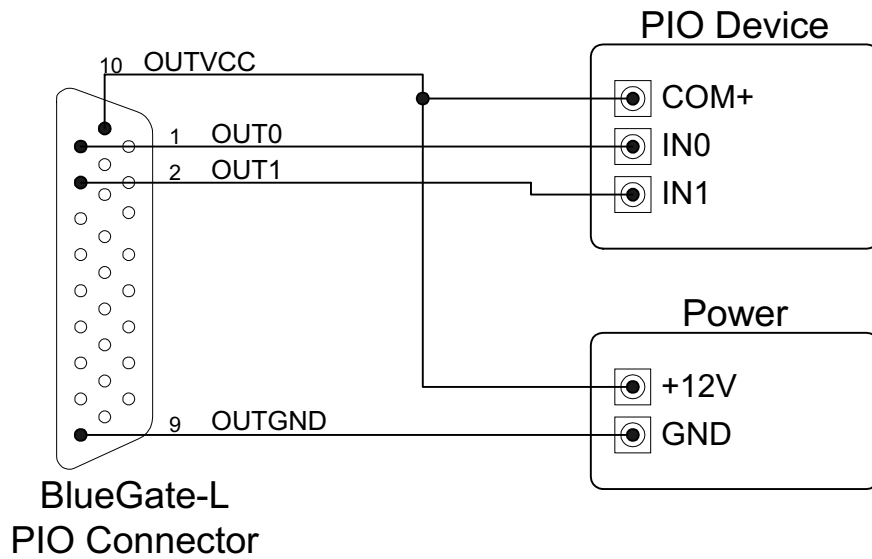 PIO Device
10 OUTVCC
COM+
1 OUT0
IN0
2 OUT1
IN1
Power
+12V
9 OUTGND
GND
BlueGate-L
PIO Connector